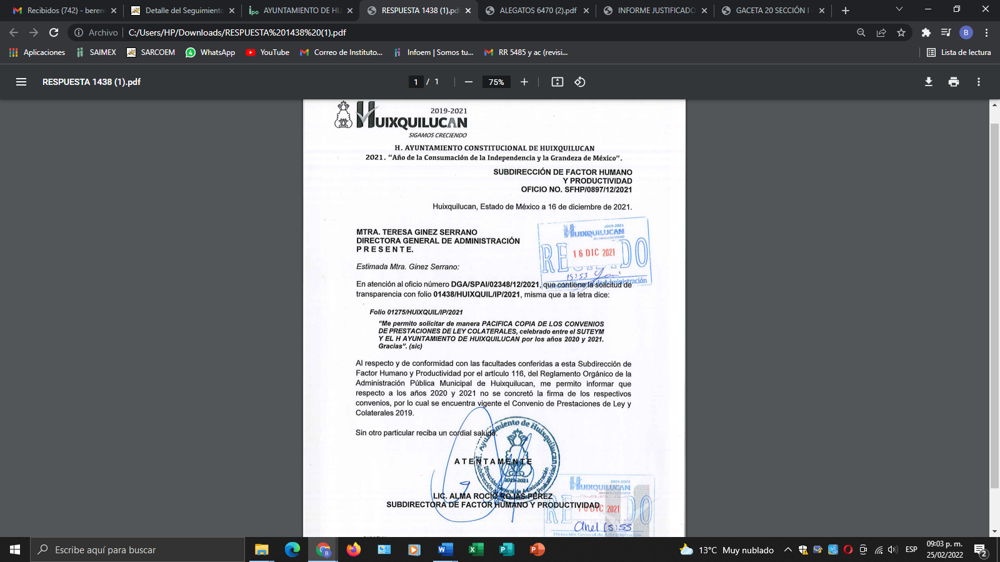 Recibidos (742) - beren
Detalle del Seguimiento
AYUNTAMIENTO DE HU
RESPUESTA 1438 (1).pd
ALEGATOS 6470 (2).pdf
INFORME JUSTIFICADO
GACETA 20 SECCIÓN I -
Archivo
C:/Users/HP/Downloads/RESPUESTA%201438%20(1).pdf
B
Aplicaciones
SAIMEX
SARCOEM
WhatsApp
YouTube
Correo de Instituto...
Infoem | Somos tu...
RR 5485 y ac (revisi...
Lista de lectura
RESPUESTA 1438 (1).pdf
1 / 1
75%
2019-2021
HUIXQUILUCAN
SIGAMOS CRECIENDO
H. AYUNTAMIENTO CONSTITUCIONAL DE HUIXQUILUCAN
2021. “Año de la Consumación de la Independencia y la Grandeza de México”.
SUBDIRECCIÓN DE FACTOR HUMANO
Y PRODUCTIVIDAD
OFICIO NO. SFHP/0897/12/2021
Huixquilucan, Estado de México a 16 de diciembre de 2021.
2019-2021
HUIXQUILUCAN
SIGAMOS CRECIENDO
16 DIC 2021
15:53
Dirección General de Administración
MTRA. TERESA GINEZ SERRANO
DIRECTORA GENERAL DE ADMINISTRACIÓN
P R E S E N T E.
Estimada Mtra. Ginez Serrano:
En atención al oficio número DGA/SPAI/02348/12/2021, que contiene la solicitud de
transparencia con folio 01438/HUIXQUIL/IP/2021, misma que a la letra dice:
Folio 01275/HUIXQUIL/IP/2021
“Me permito solicitar de manera PACIFICA COPIA DE LOS CONVENIOS
DE PRESTACIONES DE LEY COLATERALES, celebrado entre el SUTEYM
Y EL H AYUNTAMIENTO DE HUIXQUILUCAN por los años 2020 y 2021.
Gracias”. (sic)
Al respecto y de conformidad con las facultades conferidas a esta Subdirección de
Factor Humano y Productividad por el artículo 116, del Reglamento Orgánico de la
Administración Pública Municipal de Huixquilucan, me permito informar que
respecto a los años 2020 y 2021 no se concretó la firma de los respectivos
convenios, por lo cual se encuentra vigente el Convenio de Prestaciones de Ley y
Colaterales 2019.
Sin otro particular reciba un cordial saludo.
A T E N T A M E N T E
H. Ayuntamiento de Huixquilucan
Dirección General de Administración
2019-2021
LIC. ALMA ROCIO ROJAS PÉREZ
SUBDIRECTORA DE FACTOR HUMANO Y PRODUCTIVIDAD
2019-2021
HUIXQUILUCAN
16 DIC 2021
15:55
Dirección General de Administración
Escribe aquí para buscar
13°C Muy nublado
ESP
09:03 p. m.
25/02/2022
2